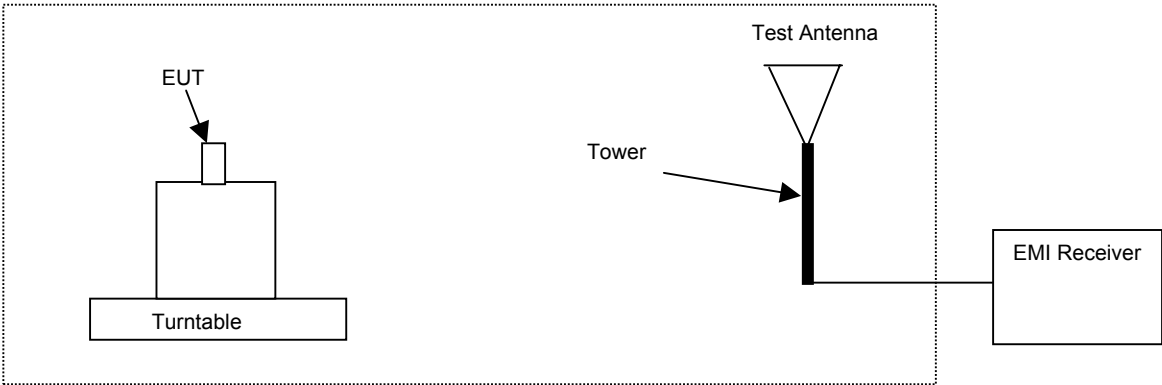 Test Antenna
EUT
Tower
EMI Receiver
Turntable